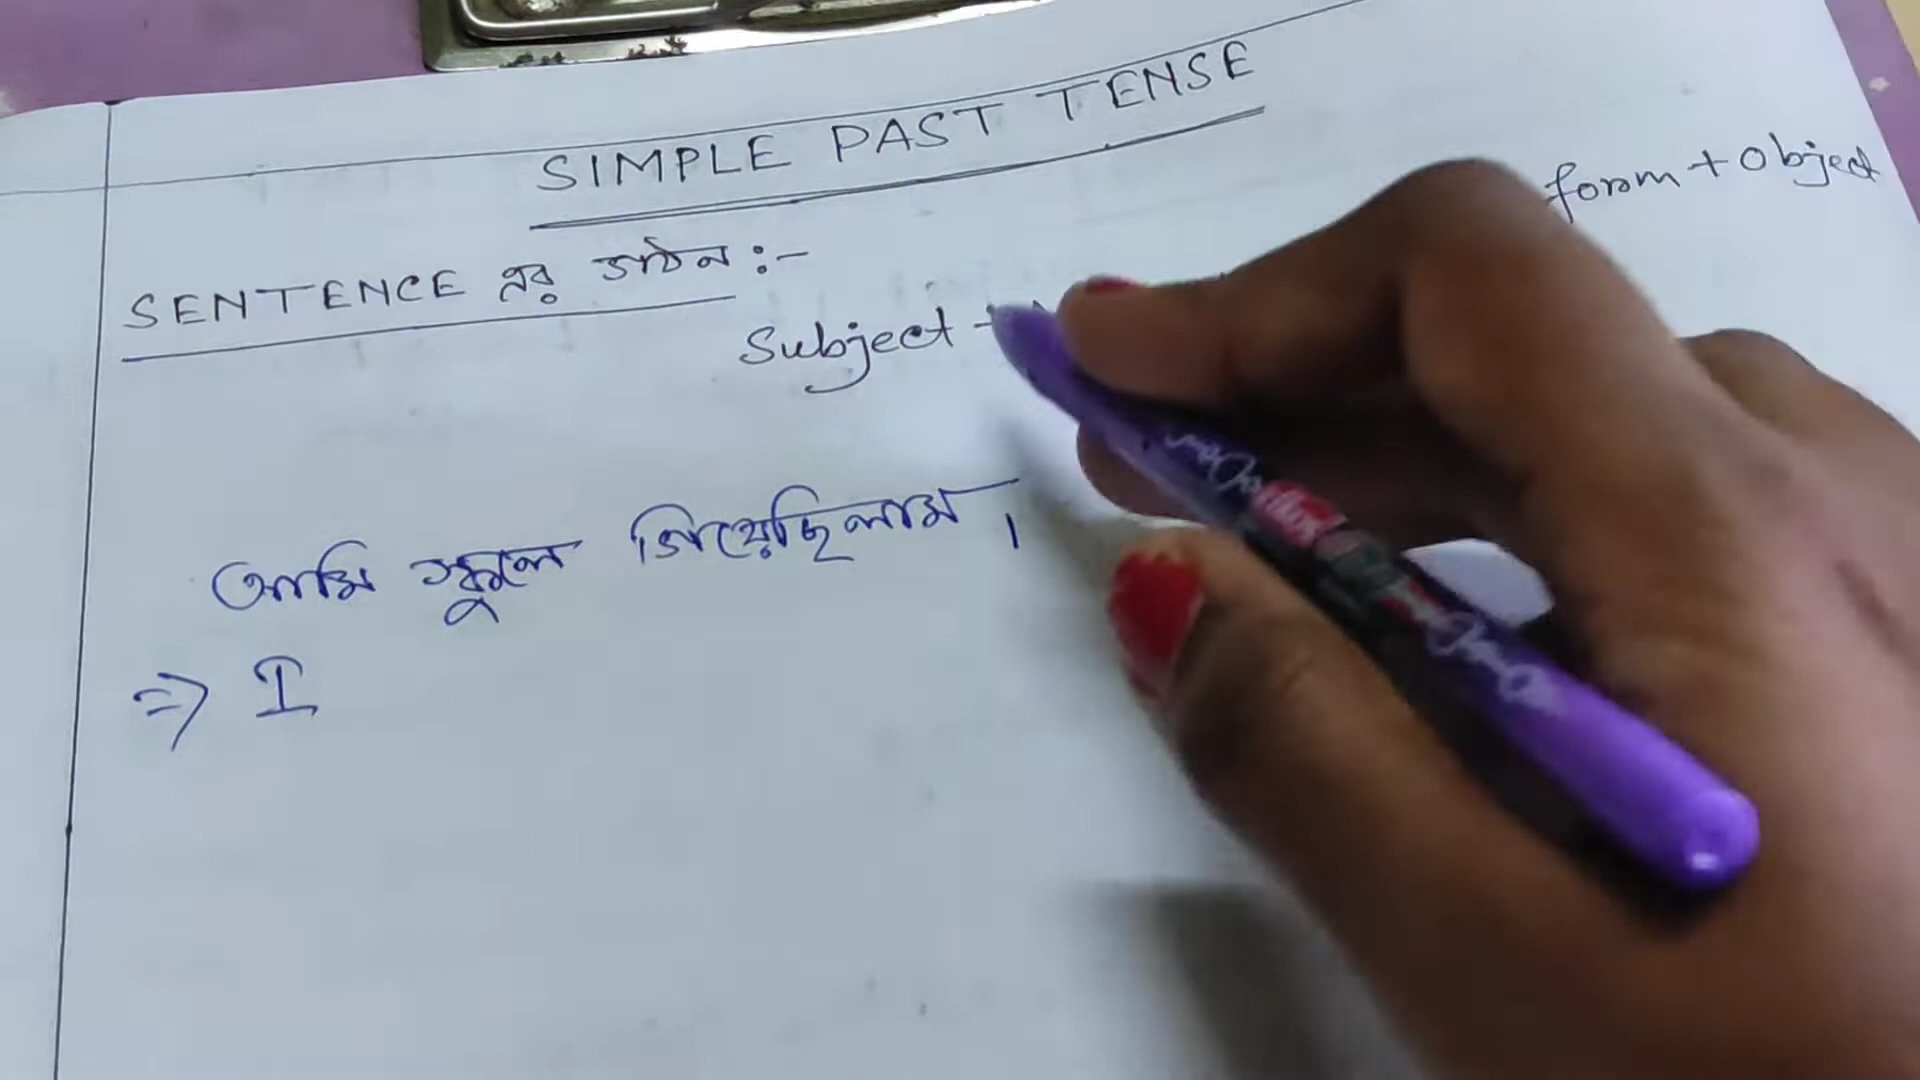 SIMPLE PAST TENSE
SENTENCE এর গঠন :-
Subject + form + Object
আমি স্কুলে গিয়েছিলাম ।
⇒ I